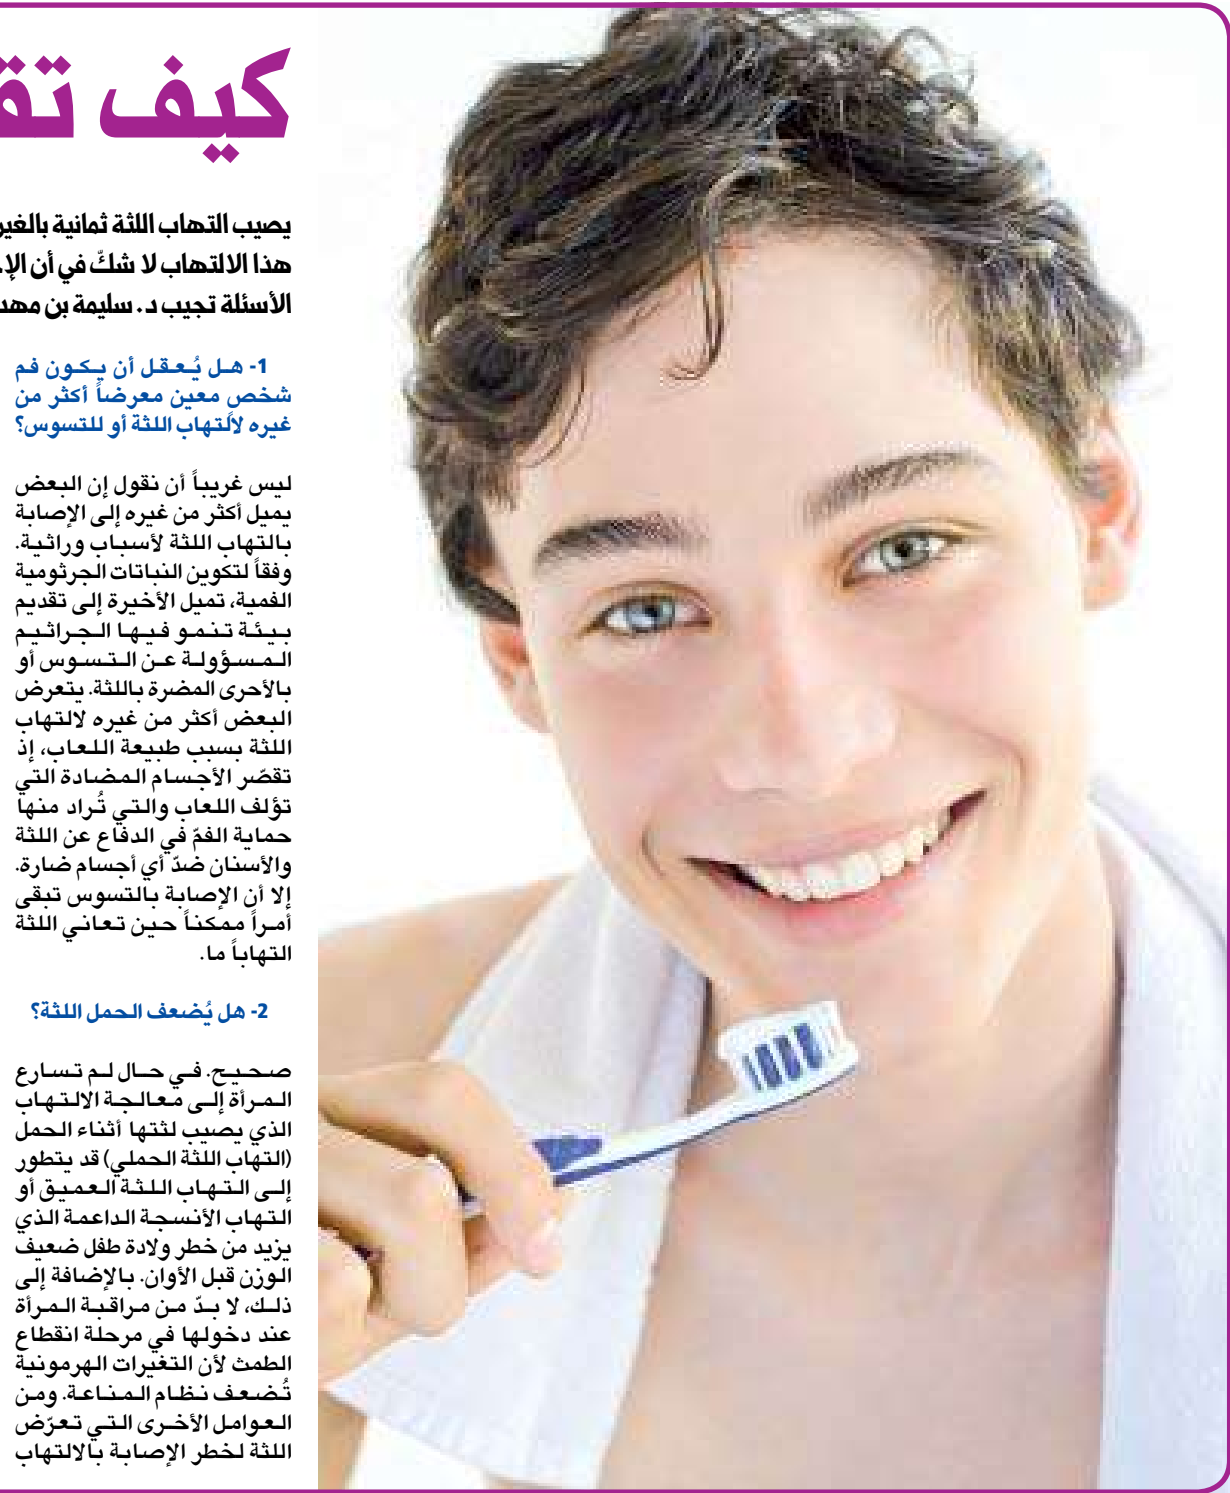 كيف
يصيب التهاب اللثة ثمانية
هذا الالتهاب لا شكّ في أن
الأسئلة تجيب د. سليمة بن
1- هـل يُـعـقـل أن يـكـون فم
شخص معين معرضاً أكثر من
غيره لالتهاب اللثة أو للتسوس؟
ليس غريباً أن نقول إن البعض
يميل أكثر من غيره إلى الإصابة
بالتهاب اللثة لأسباب وراثية.
وفقاً لتكوين النباتات الجرثومية
الفمية، تميل الأخيرة إلى تقديم
بيئة تنمو فيها الجراثيم
المسؤولة عن التسوس أو
بالأحرى المضرة باللثة. يتعرض
البعض أكثر من غيره لالتهاب
اللثة بسبب طبيعة اللعاب، إذ
تقصّر الأجسام المضادة التي
تؤلف اللعاب والتي تُراد منها
حماية الفمّ في الدفاع عن اللثة
والأسنان ضدّ أي أجسام ضارة.
إلا أن الإصابة بالتسوس تبقى
أمراً ممكناً حين تعاني اللثة
التهاباً ما.
2- هل يُضعف الحمل اللثة؟
صحيح. في حال لم تسارع
المرأة إلى معالجة الالتهاب
الذي يصيب لثتها أثناء الحمل
(التهاب اللثة الحملي) قد يتطور
إلى التهاب اللثة العميق أو
التهاب الأنسجة الداعمة الذي
يزيد من خطر ولادة طفل ضعيف
الوزن قبل الأوان. بالإضافة إلى
ذلك، لا بدّ من مراقبة المرأة
عند دخولها في مرحلة انقطاع
الطمث لأن التغيرات الهرمونية
تُضعف نظام المناعة. ومن
العوامل الأخرى التي تعرّض
اللثة لخطر الإصابة بالالتهاب